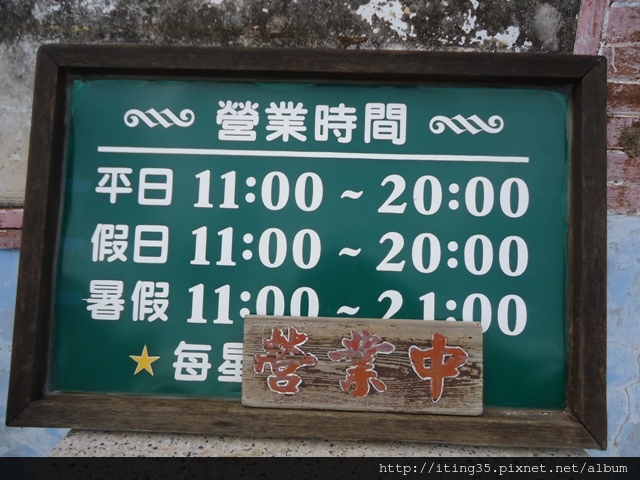 營業時間
平日 11:00 ~ 20:00
假日 11:00 ~ 20:00
暑假 11:00 ~ 21:00
每星
営業中
http://iting35.pixnet.net/album